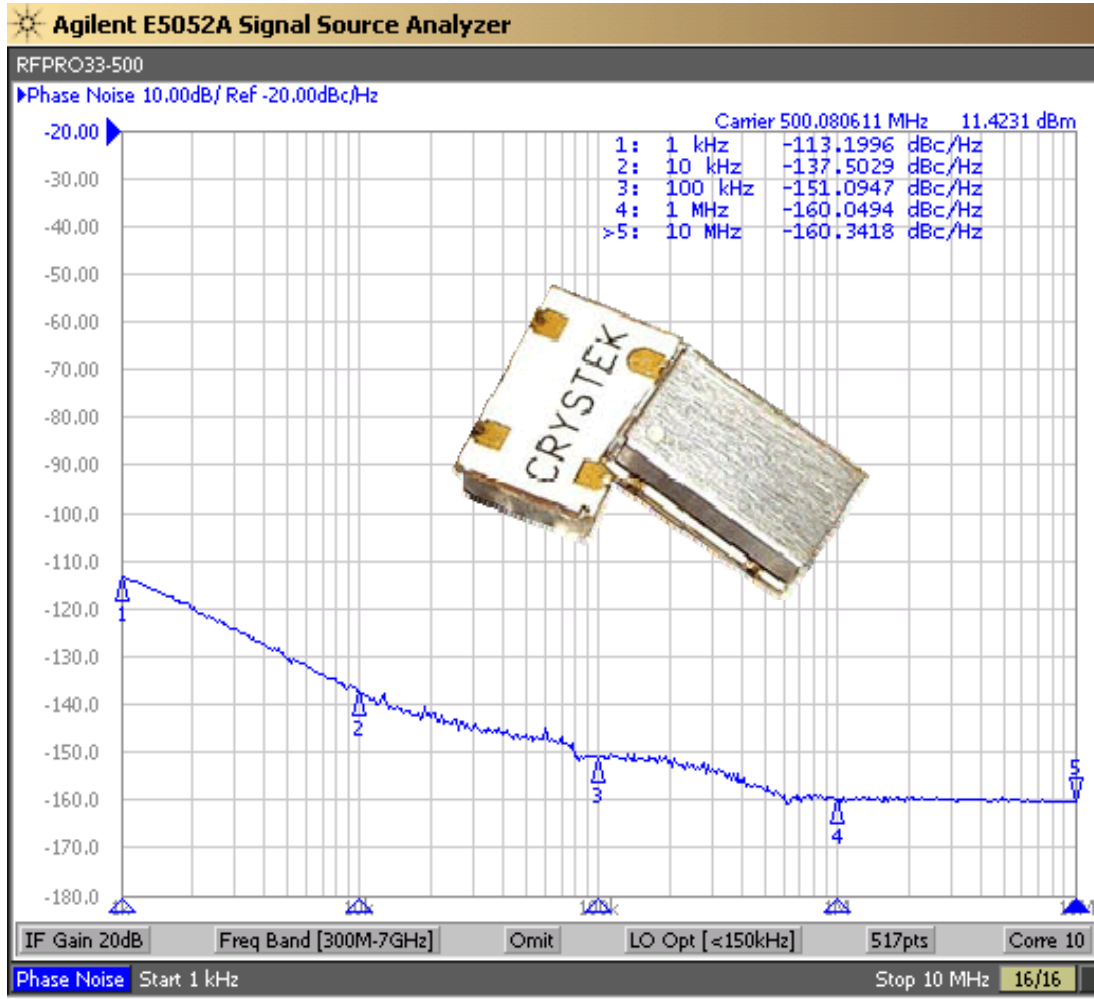 Agilent E5052A Signal Source Analyzer
RFPRO33-500
Phase Noise 10.00dB/ Ref -20.00dBc/Hz
Carrier 500.080611 MHz 11.4231 dBm
1: 1 kHz -113.1996 dBc/Hz
2: 10 kHz -137.5029 dBc/Hz
3: 100 kHz -151.0947 dBc/Hz
4: 1 MHz -160.0494 dBc/Hz
>5: 10 MHz -160.3418 dBc/Hz
-20.00
-30.00
-40.00
-50.00
-60.00
-70.00
-80.00
-90.00
-100.0
-110.0
-120.0
-130.0
-140.0
-150.0
-160.0
-170.0
-180.0
CRYSTEK
1
2
3
4
5
IF Gain 20dB Freq Band [300M-7GHz] Omit LO Opt [<150kHz] 517pts Corre 10
Phase Noise Start 1 kHz Stop 10 MHz 16/16